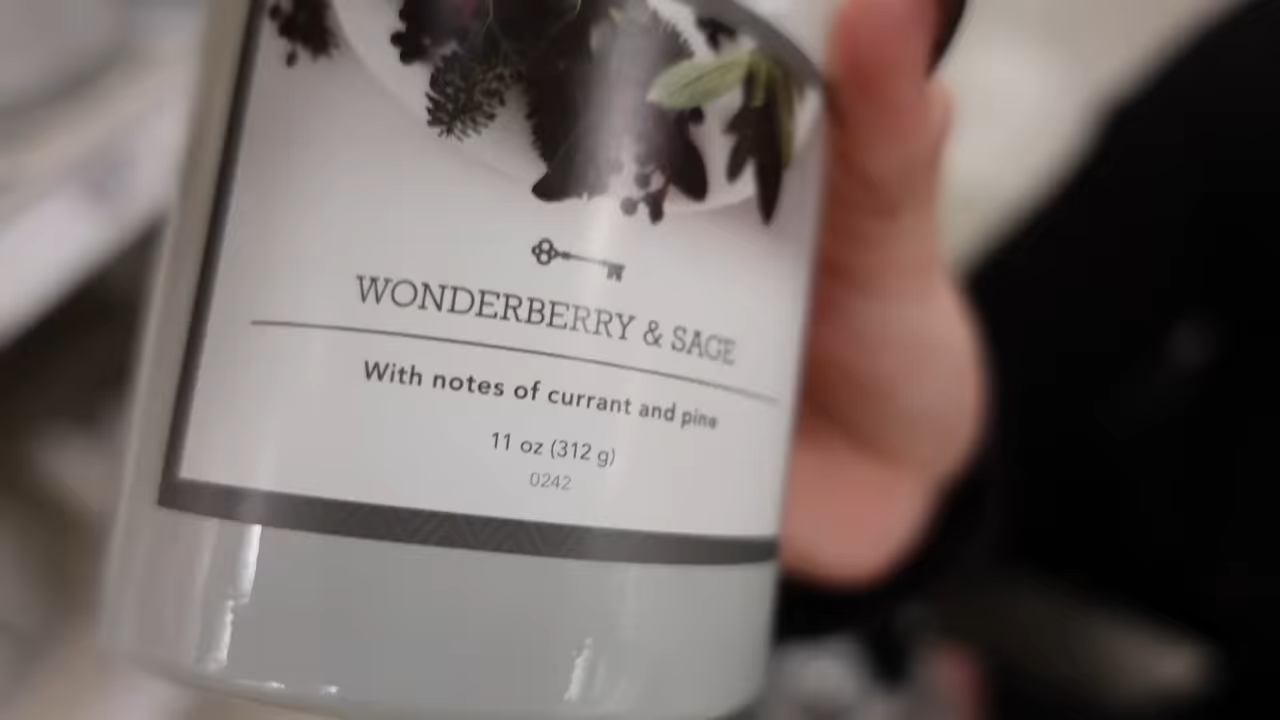 WONDERBERRY & SAGE
With notes of currant and pine
11 oz (312 g)
0242